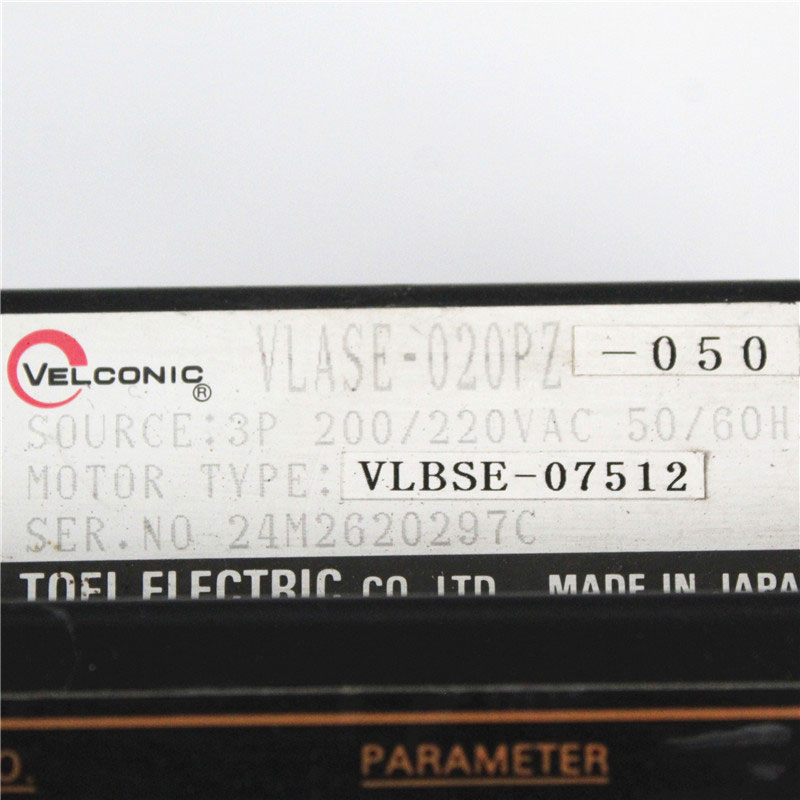 VELCONIC® VLASE-020PZ -050
SOURCE:3P 200/220VAC 50/60H
MOTOR TYPE: VLBSE-07512
SER.NO 24M2620297C
TOEI ELECTRIC CO. LTD. MADE IN JAPA
O. PARAMETER